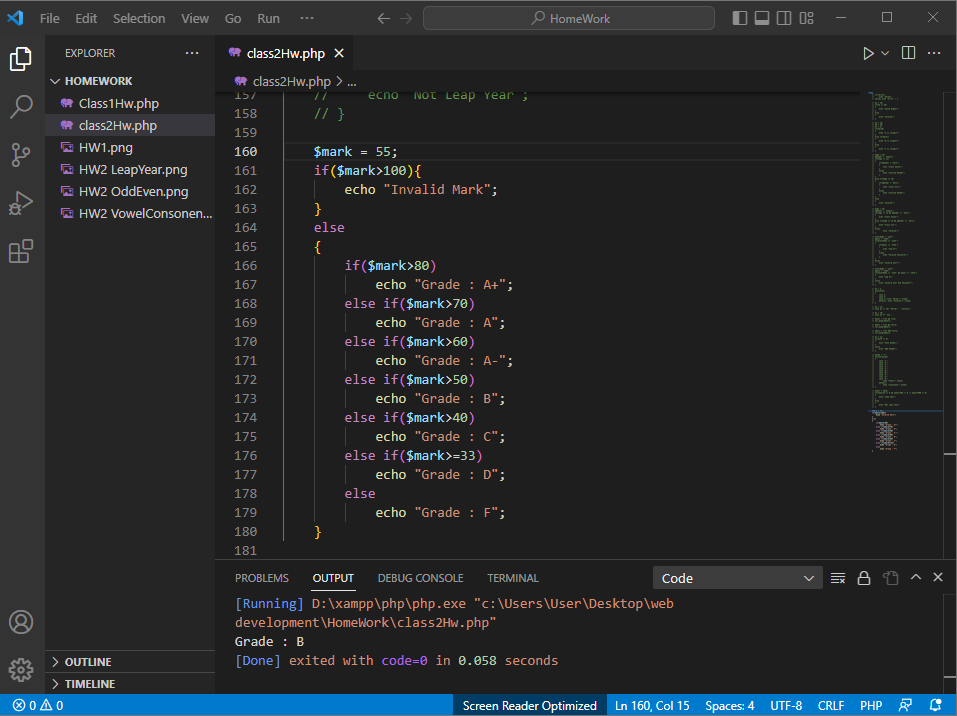 File Edit Selection View Go Run ··· HomeWork
EXPLORER ···
HOMEWORK
Class1Hw.php
class2Hw.php
HW1.png
HW2 LeapYear.png
HW2 OddEven.png
HW2 VowelConsonen...
OUTLINE
TIMELINE
class2Hw.php
class2Hw.php > ...
157 // echo "Not Leap Year";
158 // }
159
160 $mark = 55;
161 if($mark>100){
162 echo "Invalid Mark";
163 }
164 else
165 {
166 if($mark>80)
167 echo "Grade : A+";
168 else if($mark>70)
169 echo "Grade : A";
170 else if($mark>60)
171 echo "Grade : A-";
172 else if($mark>50)
173 echo "Grade : B";
174 else if($mark>40)
175 echo "Grade : C";
176 else if($mark>=33)
177 echo "Grade : D";
178 else
179 echo "Grade : F";
180 }
181
PROBLEMS OUTPUT DEBUG CONSOLE TERMINAL Code
[Running] D:\xampp\php\php.exe "c:\Users\User\Desktop\web
development\HomeWork\class2Hw.php"
Grade : B
[Done] exited with code=0 in 0.058 seconds
0 0 Screen Reader Optimized Ln 160, Col 15 Spaces: 4 UTF-8 CRLF PHP